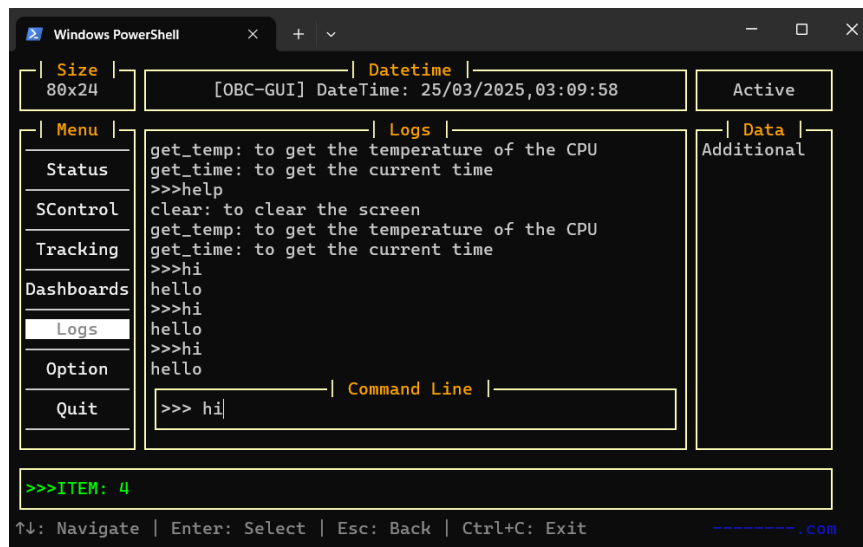 Windows PowerShell
Size
80x24
Datetime
[OBC-GUI] DateTime: 25/03/2025,03:09:58
Active
Menu
Status
SControl
Tracking
Dashboards
Logs
Option
Quit
Logs
get_temp: to get the temperature of the CPU
get_time: to get the current time
>>>help
clear: to clear the screen
get_temp: to get the temperature of the CPU
get_time: to get the current time
>>>hi
hello
>>>hi
hello
>>>hi
hello
Command Line
>>> hi
Data
Additional
>>>ITEM: 4
↑↓: Navigate | Enter: Select | Esc: Back | Ctrl+C: Exit
--------.com